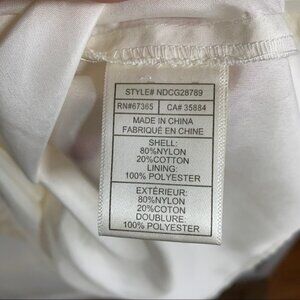 STYLE# NDCG28789
RN#67365 CA# 35884
MADE IN CHINA
FABRIQUÉ EN CHINE
SHELL:
80%NYLON
20%COTTON
LINING:
100% POLYESTER
EXTÉRIEUR:
80%NYLON
20%COTTON
DOUBLURE:
100% POLYESTER